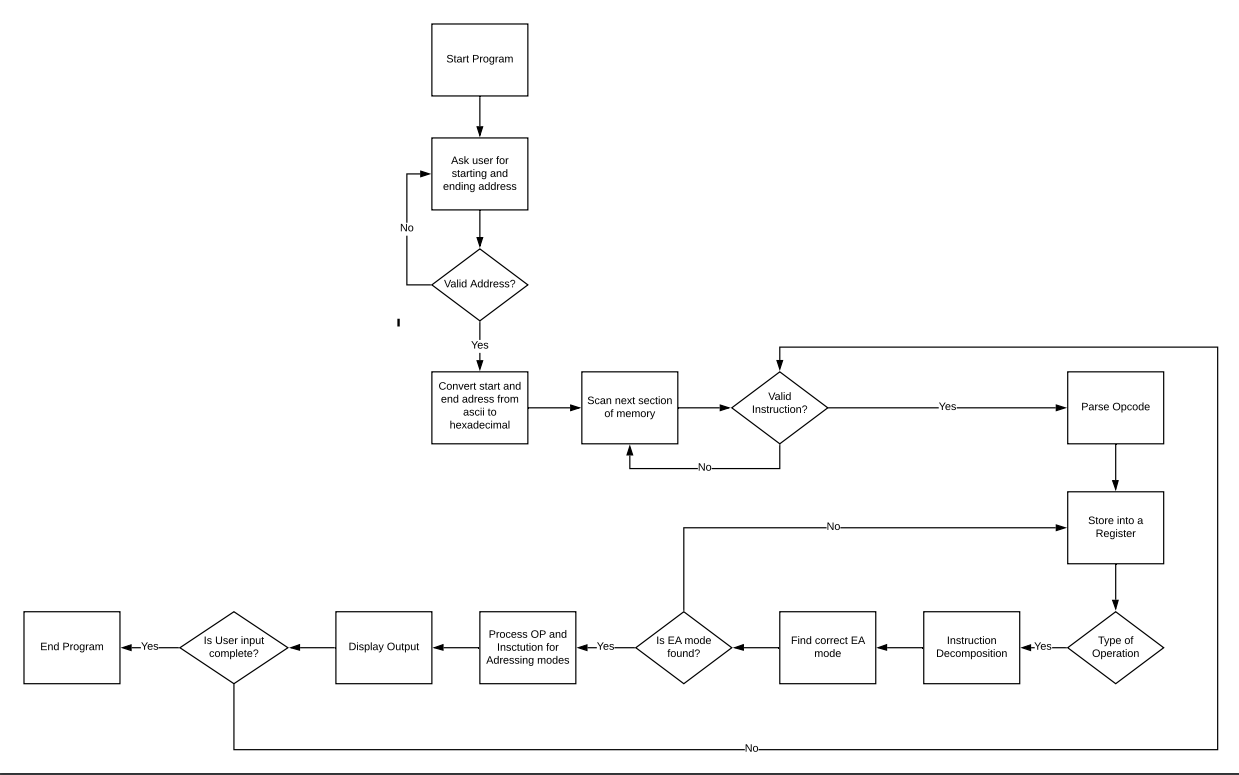 Start Program
Ask user for
starting and
ending address
No
Valid Address?
Yes
Convert start and
end adress from
ascii to
hexadecimal
Scan next section
of memory
Valid
Instruction?
Yes
Parse Opcode
No
Store into a
Register
No
Type of
Operation
Yes
Instruction
Decomposition
Find correct EA
mode
Is EA mode
found?
Yes
Process OP and
Insctution for
Adressing modes
Display Output
Is User input
complete?
Yes
End Program
No